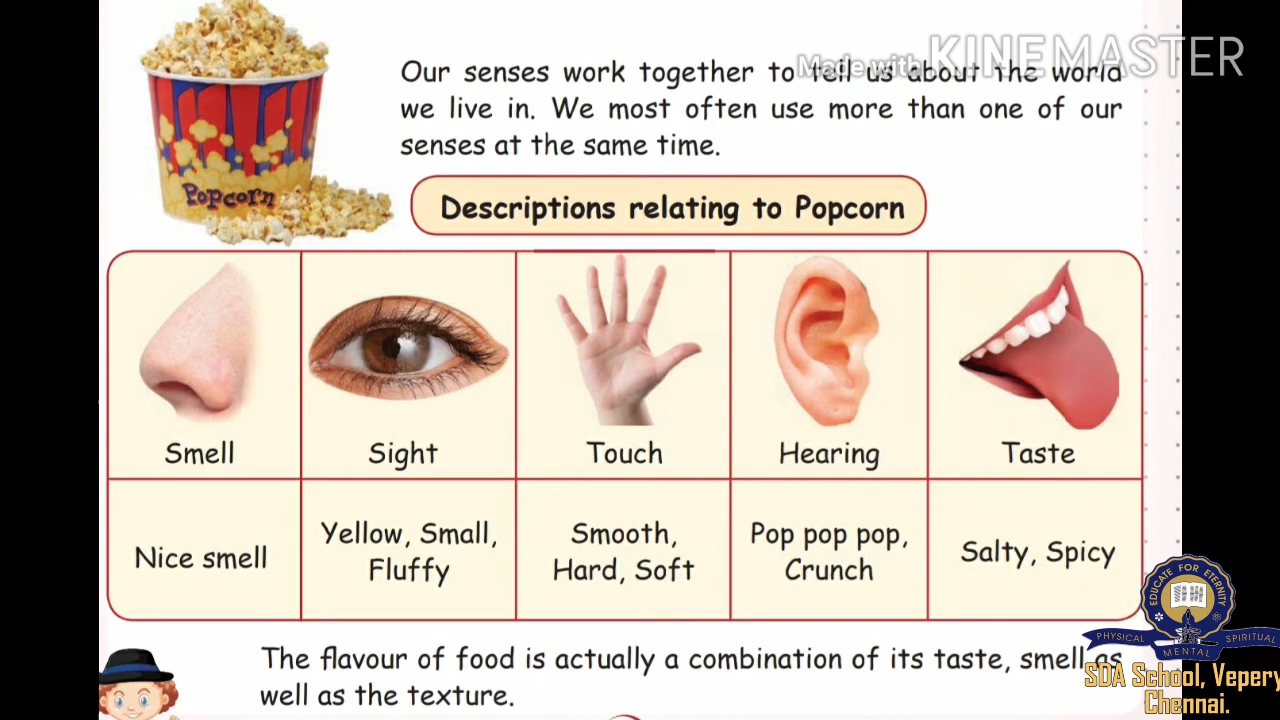 Made with KINEMASTER
Our senses work together to tell us about the world
we live in. We most often use more than one of our
senses at the same time.
Popcorn
Descriptions relating to Popcorn
Smell
Sight
Touch
Hearing
Taste
Nice smell
Yellow, Small,
Fluffy
Smooth,
Hard, Soft
Pop pop pop,
Crunch
Salty, Spicy
The flavour of food is actually a combination of its taste, smell as
well as the texture.
EDUCATE FOR ETERNITY
PHYSICAL
MENTAL
SPIRITUAL
SDA School, Vepery
Chennai.